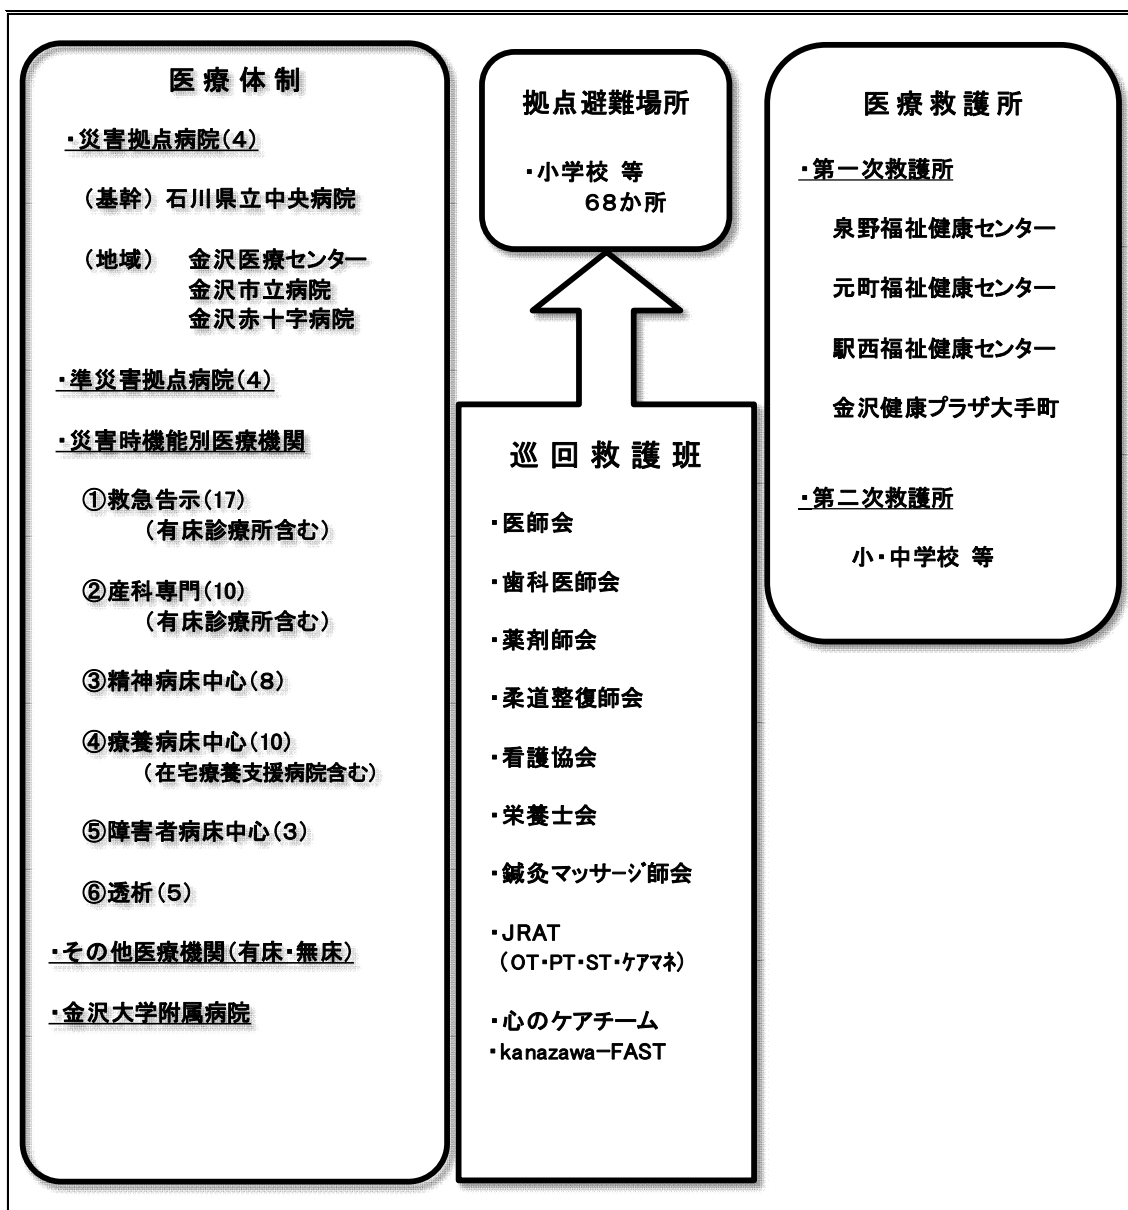 医療体制
・災害拠点病院(4)
(基幹) 石川県立中央病院
(地域) 金沢医療センター
金沢市立病院
金沢赤十字病院
・準災害拠点病院(4)
・災害時機能別医療機関
①救急告示(17)
(有床診療所含む)
②産科専門(10)
(有床診療所含む)
③精神病床中心(8)
④療養病床中心(10)
(在宅療養支援病院含む)
⑤障害者病床中心(3)
⑥透析(5)
・その他医療機関(有床・無床)
・金沢大学附属病院
拠点避難場所
・小学校 等
68か所
巡回救護班
・医師会
・歯科医師会
・薬剤師会
・柔道整復師会
・看護協会
・栄養士会
・鍼灸マッサージ師会
・JRAT
(OT・PT・ST・ケアマネ)
・心のケアチーム
・kanazawa-FAST
医療救護所
・第一次救護所
泉野福祉健康センター
元町福祉健康センター
駅西福祉健康センター
金沢健康プラザ大手町
・第二次救護所
小・中学校 等